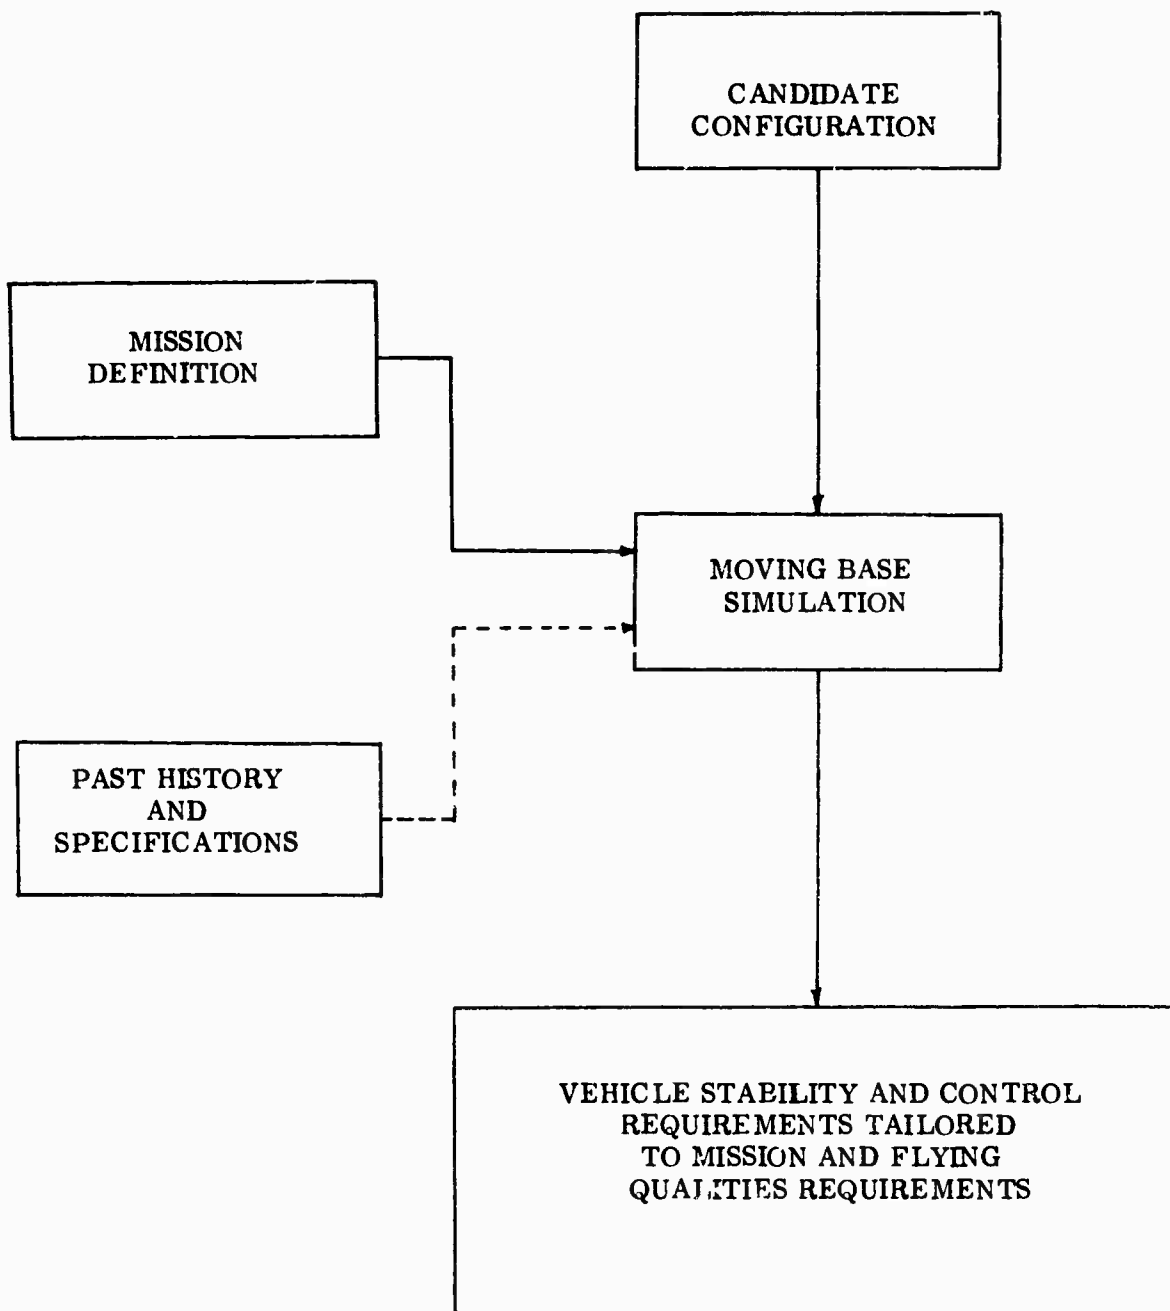 CANDIDATE
CONFIGURATION
MISSION
DEFINITION
MOVING BASE
SIMULATION
PAST HISTORY
AND
SPECIFICATIONS
VEHICLE STABILITY AND CONTROL
REQUIREMENTS TAILORED
TO MISSION AND FLYING
QUALITIES REQUIREMENTS